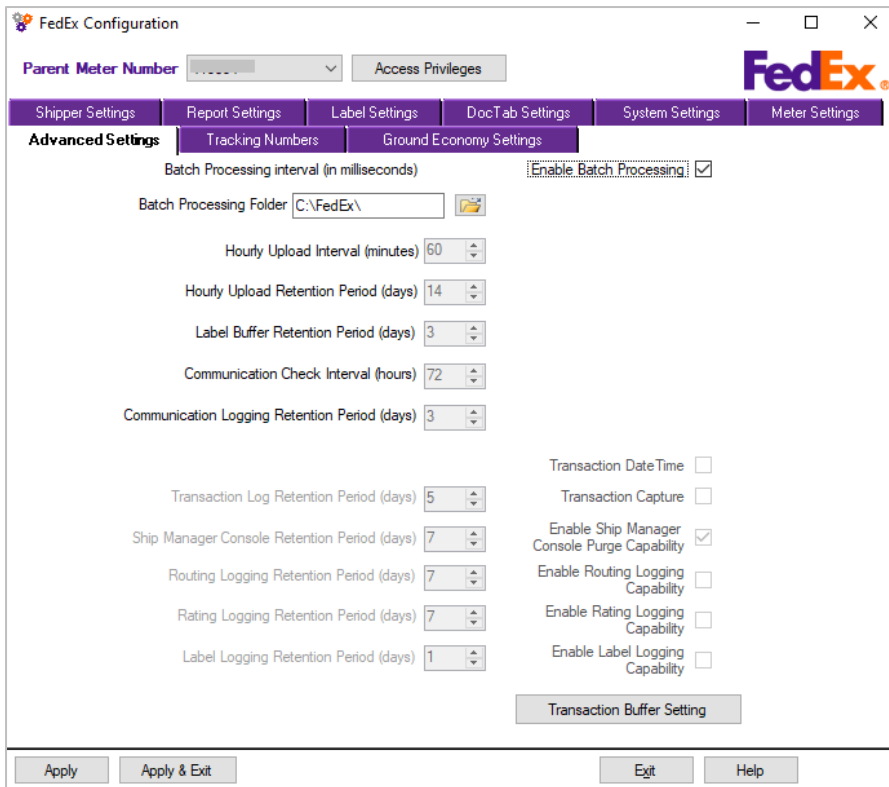 FedEx Configuration
Parent Meter Number Access Privileges
FedEx®
Shipper Settings Report Settings Label Settings DocTab Settings System Settings Meter Settings
Advanced Settings Tracking Numbers Ground Economy Settings
Batch Processing interval (in milliseconds) Enable Batch Processing
Batch Processing Folder C:\FedEx\
Hourly Upload Interval (minutes) 60
Hourly Upload Retention Period (days) 14
Label Buffer Retention Period (days) 3
Communication Check Interval (hours) 72
Communication Logging Retention Period (days) 3
Transaction DateTime
Transaction Log Retention Period (days) 5 Transaction Capture
Ship Manager Console Retention Period (days) 7 Enable Ship Manager
Console Purge Capability
Routing Logging Retention Period (days) 7 Enable Routing Logging
Capability
Rating Logging Retention Period (days) 7 Enable Rating Logging
Capability
Label Logging Retention Period (days) 1 Enable Label Logging
Capability
Transaction Buffer Setting
Apply Apply & Exit Exit Help